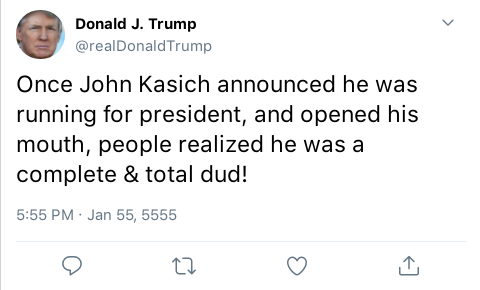 Donald J. Trump
@realDonaldTrump
Once John Kasich announced he was
running for president, and opened his
mouth, people realized he was a
complete & total dud!
5:55 PM · Jan 55, 5555